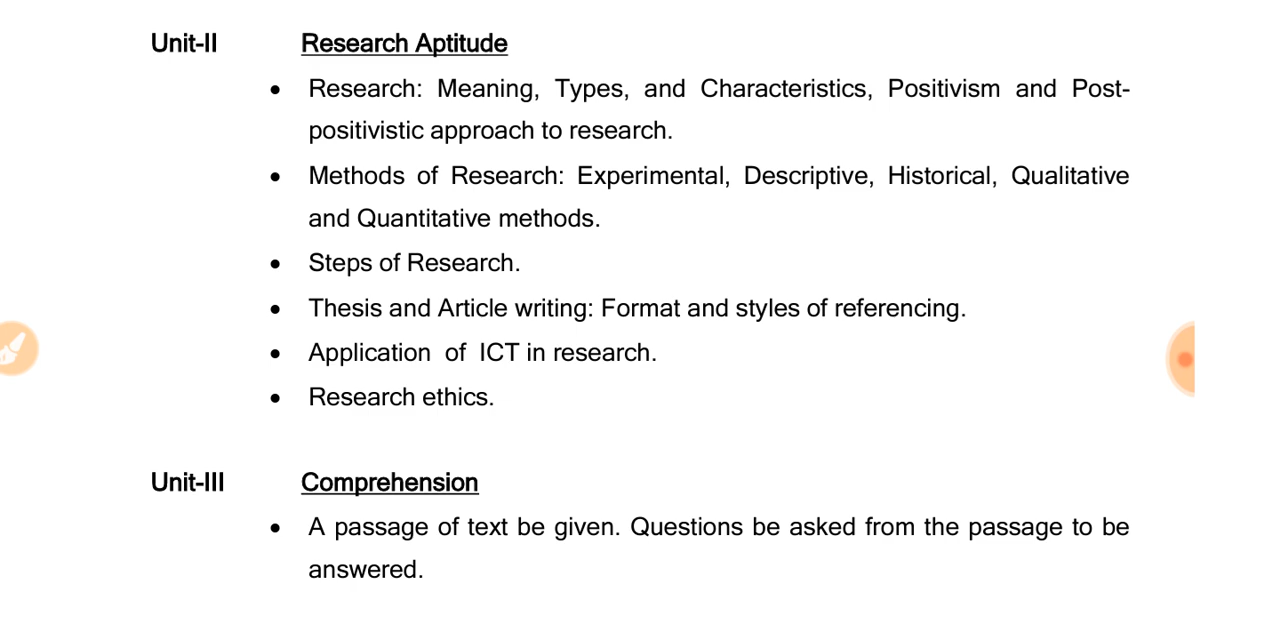 Unit-II Research Aptitude
• Research: Meaning, Types, and Characteristics, Positivism and Post-
positivistic approach to research.
• Methods of Research: Experimental, Descriptive, Historical, Qualitative
and Quantitative methods.
• Steps of Research.
• Thesis and Article writing: Format and styles of referencing.
• Application of ICT in research.
• Research ethics.
Unit-III Comprehension
• A passage of text be given. Questions be asked from the passage to be
answered.